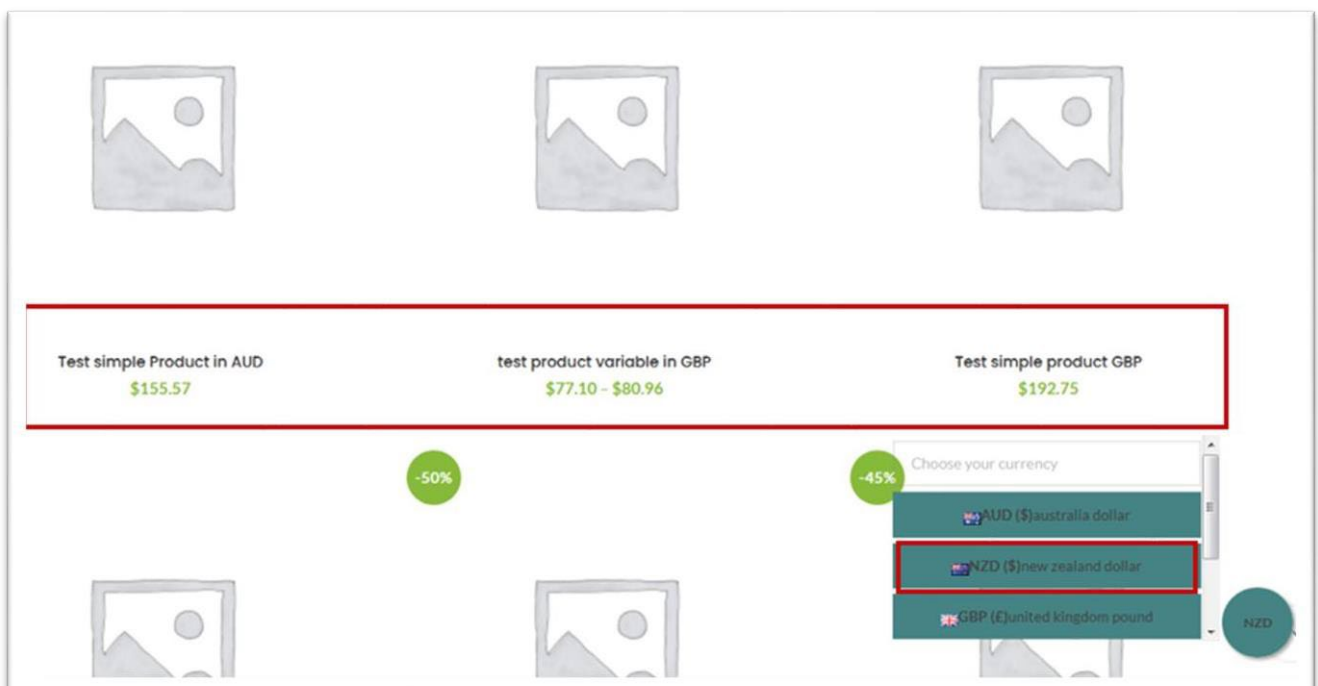 Test simple Product in AUD
$155.57
test product variable in GBP
$77.10 – $80.96
Test simple product GBP
$192.75
-50%
-45%
Choose your currency
AUD ($)australia dollar
NZD ($)new zealand dollar
GBP (£)united kingdom pound
NZD